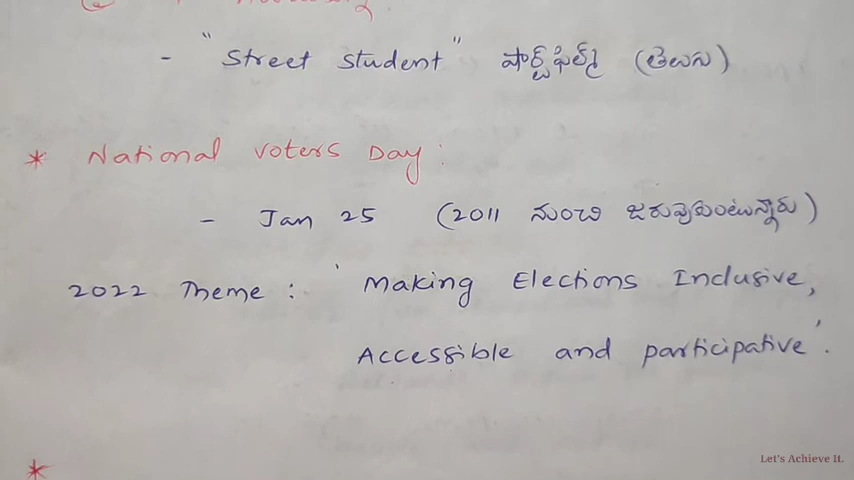 - "Street Student" షార్ట్ ఫిల్మ్ (తెలుగు)
* National Voters Day :
- Jan 25 (2011 నుంచి జరుపుకుంటున్నారు)
2022 Theme : 'Making Elections Inclusive,
Accessible and participative'.
*
Let's Achieve It.